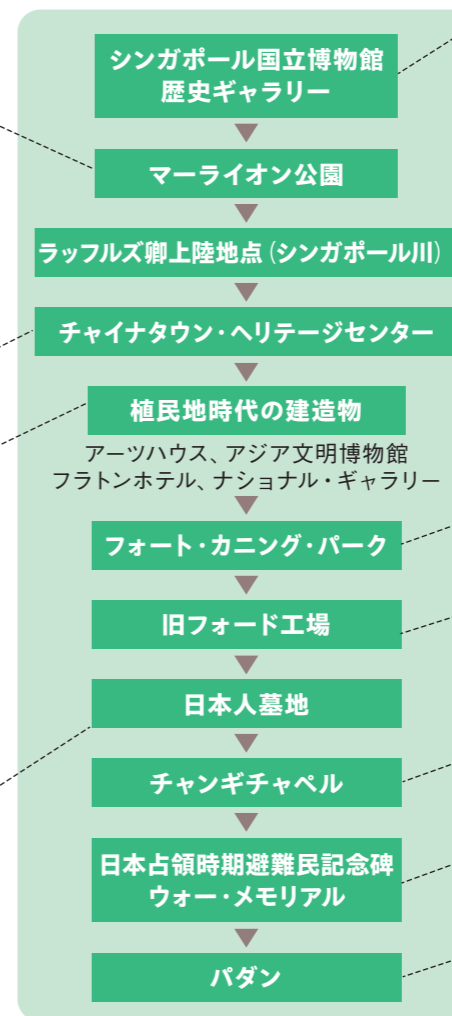 シンガポール国立博物館
歴史ギャラリー
マーライオン公園
ラッフルズ卿上陸地点(シンガポール川)
チャイナタウン・ヘリテージセンター
植民地時代の建造物
アーツハウス、アジア文明博物館
フラトンホテル、ナショナル・ギャラリー
フォート・カニング・パーク
旧フォード工場
日本人墓地
チャンギチャペル
日本占領時期避難民記念碑
ウォー・メモリアル
パダン